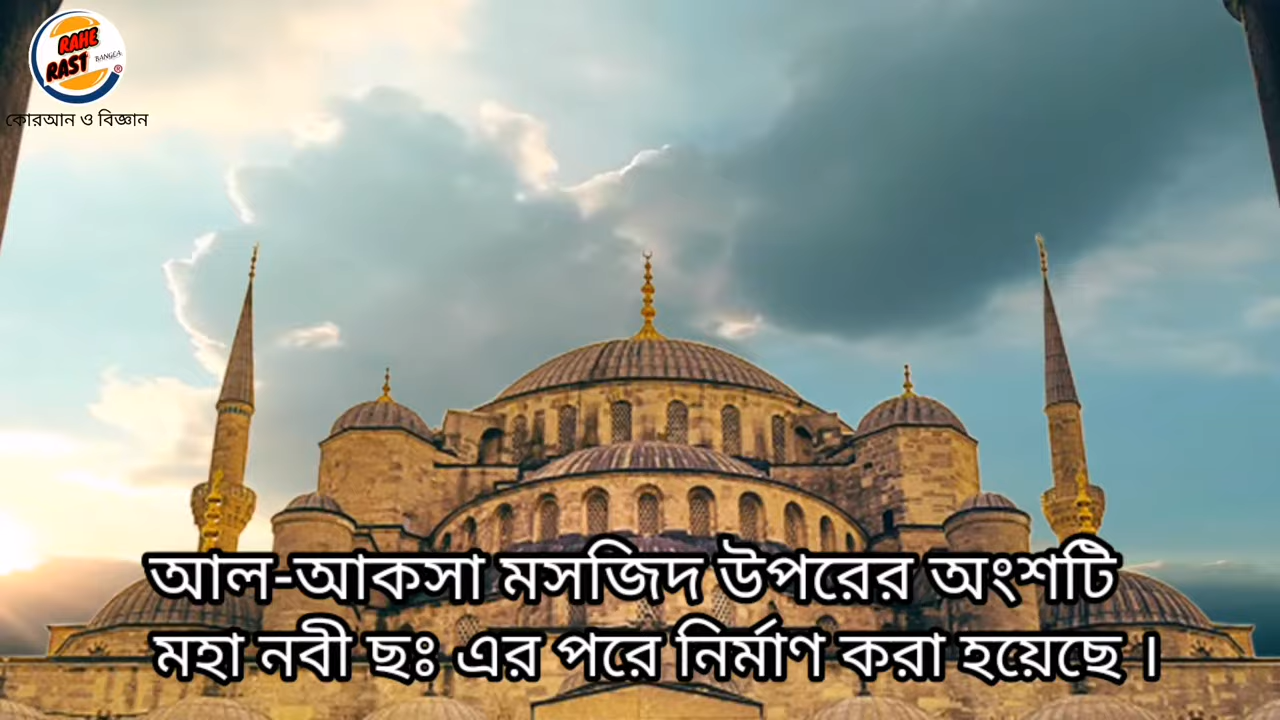 RAHE
RAST BANGLA
®
কোরআন ও বিজ্ঞান
আল-আকসা মসজিদ উপরের অংশটি
মহা নবী ছঃ এর পরে নির্মাণ করা হয়েছে ।